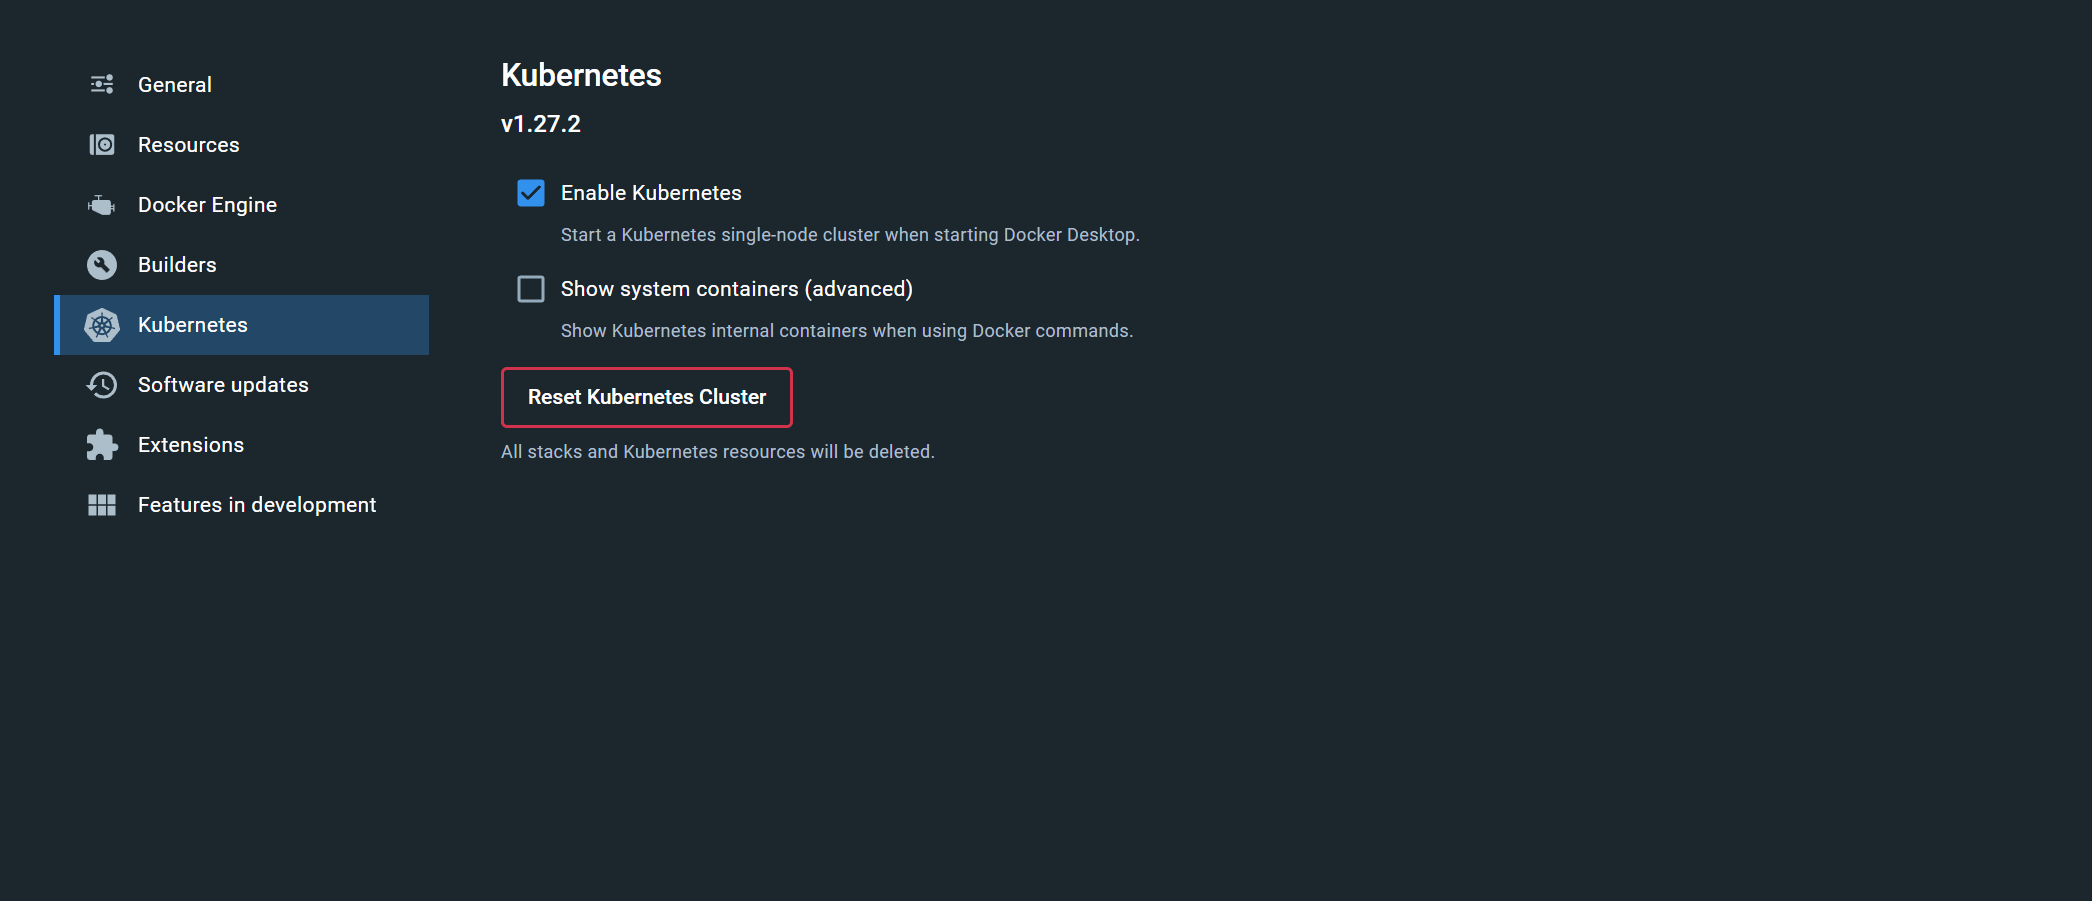 General
Resources
Docker Engine
Builders
Kubernetes
Software updates
Extensions
Features in development
Kubernetes
v1.27.2
Enable Kubernetes
Start a Kubernetes single-node cluster when starting Docker Desktop.
Show system containers (advanced)
Show Kubernetes internal containers when using Docker commands.
Reset Kubernetes Cluster
All stacks and Kubernetes resources will be deleted.